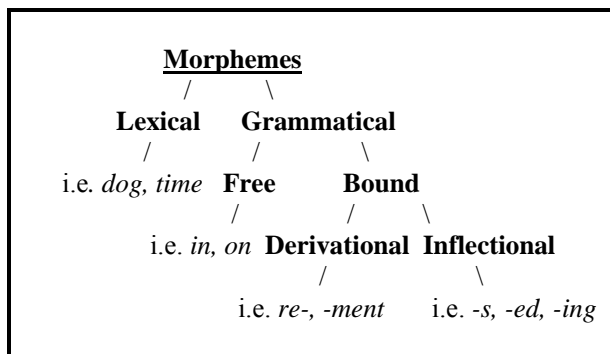 Morphemes
/ \
Lexical Grammatical
/ / \
i.e. dog, time Free Bound
/ / \
i.e. in, on Derivational Inflectional
/ \
i.e. re-, -ment i.e. -s, -ed, -ing